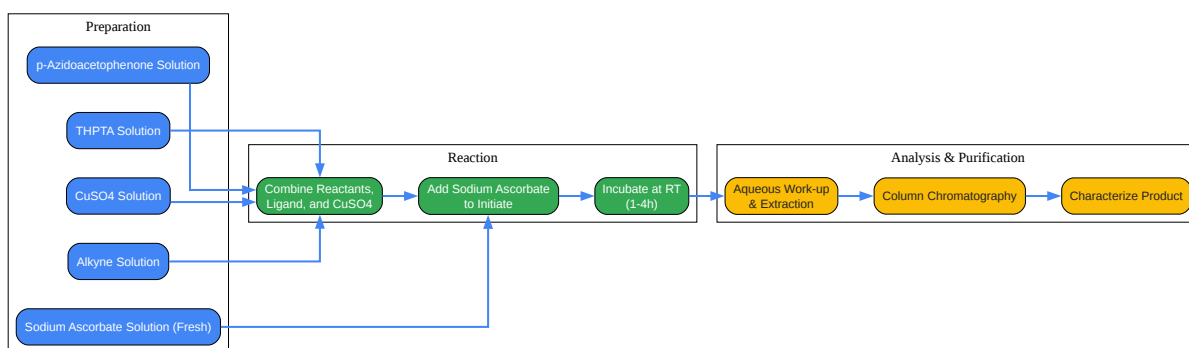 Preparation
p-Azidoacetophenone Solution
THPTA Solution
CuSO4 Solution
Alkyne Solution
Sodium Ascorbate Solution (Fresh)
Reaction
Combine Reactants,
Ligand, and CuSO4
Add Sodium Ascorbate
to Initiate
Incubate at RT
(1-4h)
Analysis & Purification
Aqueous Work-up
& Extraction
Column Chromatography
Characterize Product